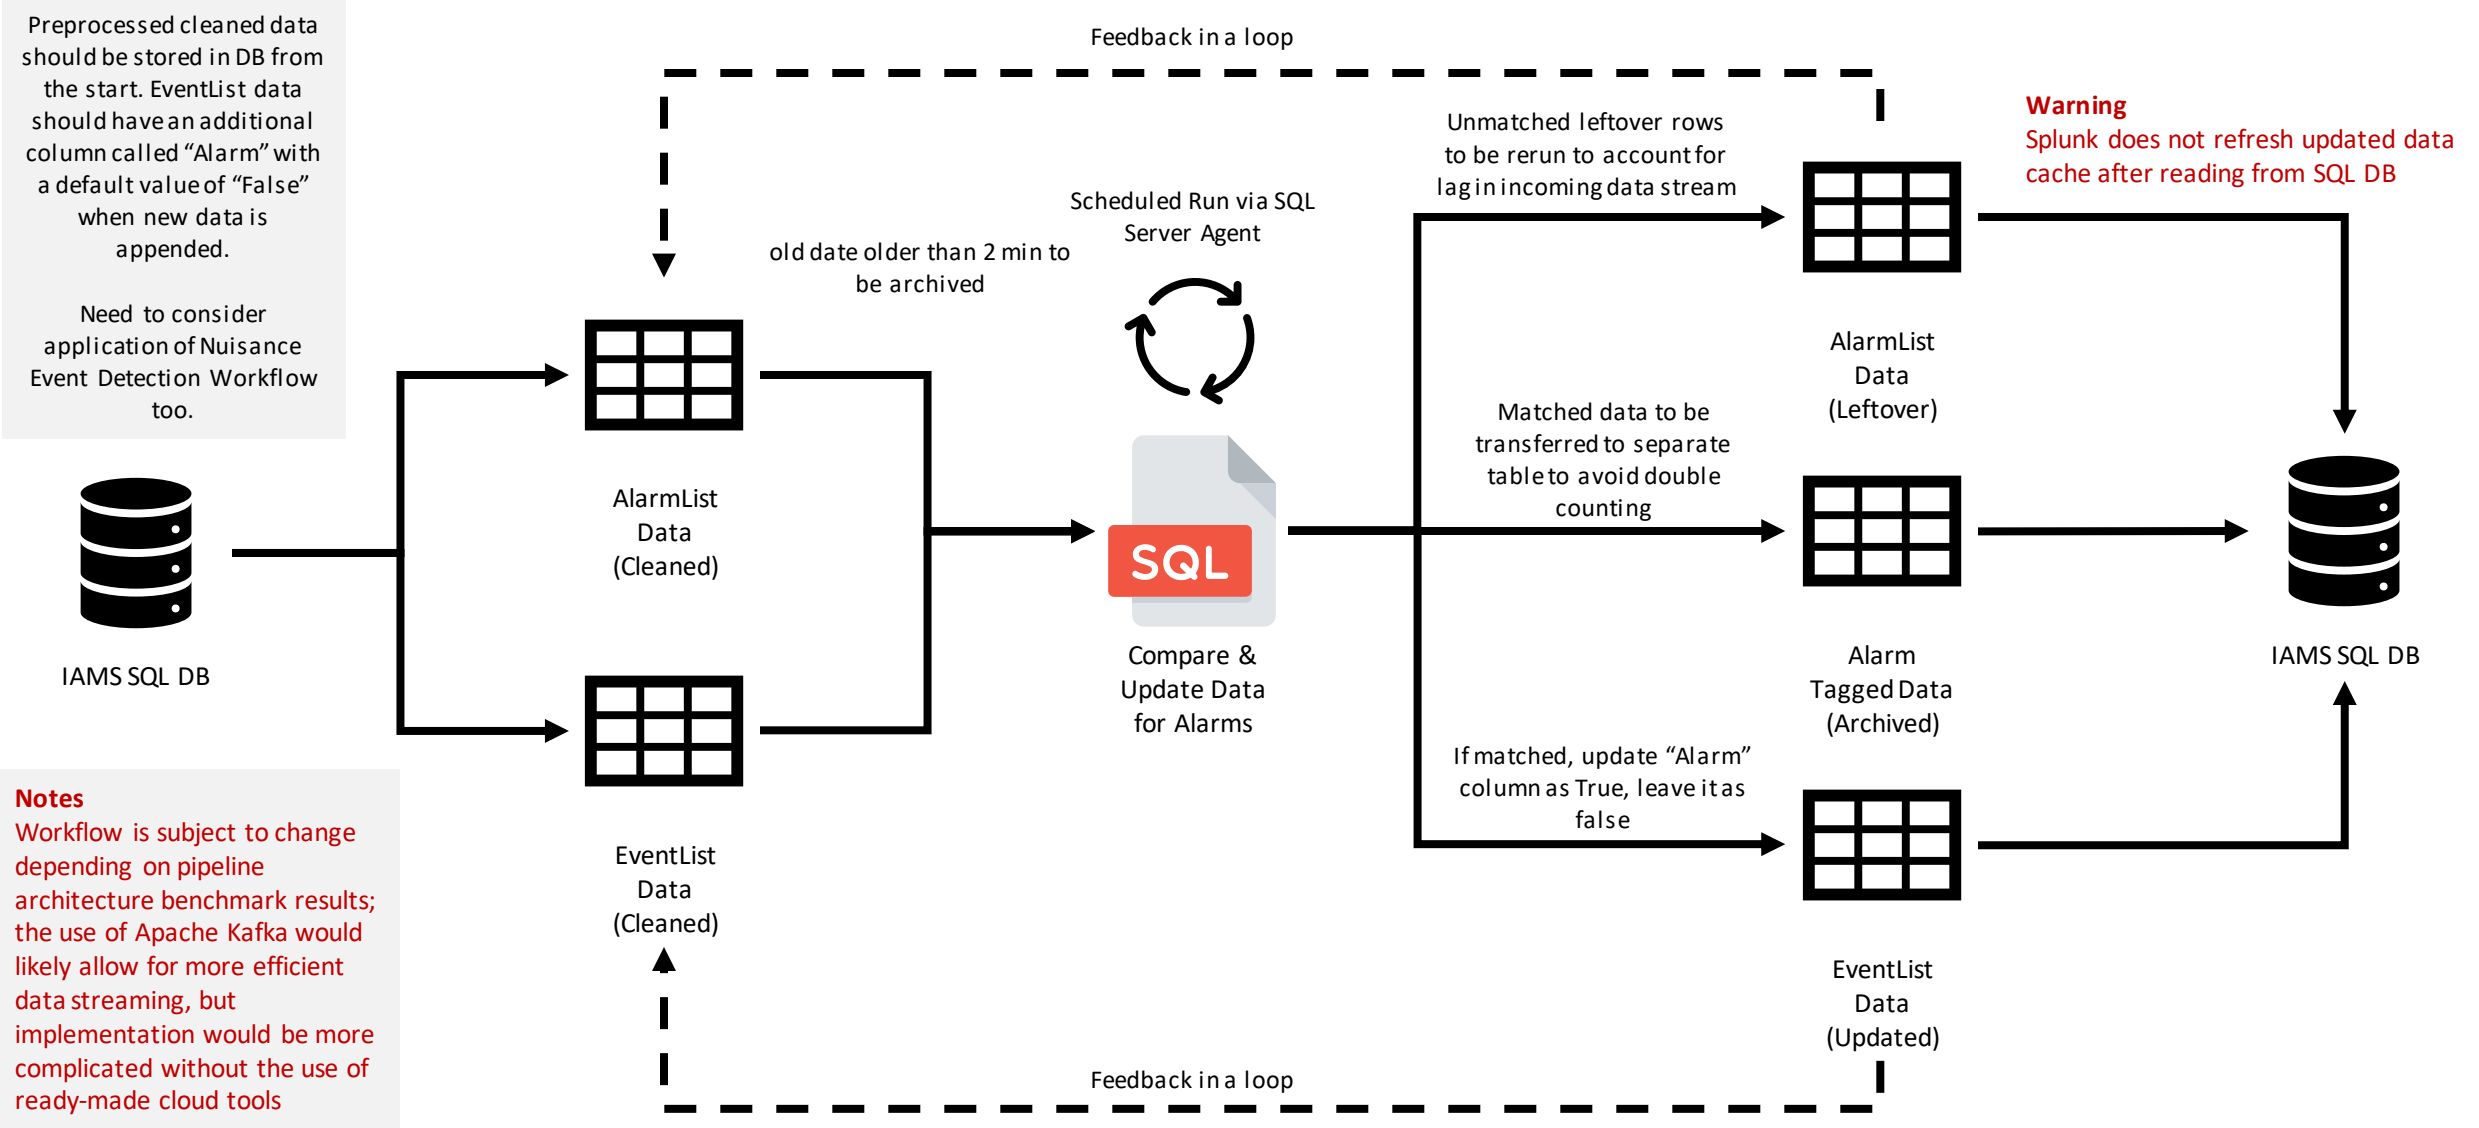 Preprocessed cleaned data
should be stored in DB from
the start. EventList data
should have an additional
column called “Alarm” with
a default value of “False”
when new data is
appended.
Need to consider
application of Nuisance
Event Detection Workflow
too.
IAMS SQL DB
Notes
Workflow is subject to change
depending on pipeline
architecture benchmark results;
the use of Apache Kafka would
likely allow for more efficient
data streaming, but
implementation would be more
complicated without the use of
ready-made cloud tools
Feedback in a loop
old date older than 2 min to
be archived
AlarmList
Data
(Cleaned)
EventList
Data
(Cleaned)
Scheduled Run via SQL
Server Agent
SQL
Compare &
Update Data
for Alarms
Unmatched leftover rows
to be rerun to account for
lag in incoming data stream
Matched data to be
transferred to separate
table to avoid double
counting
If matched, update “Alarm”
column as True, leave it as
false
Feedback in a loop
AlarmList
Data
(Leftover)
Alarm
Tagged Data
(Archived)
EventList
Data
(Updated)
Warning
Splunk does not refresh updated data
cache after reading from SQL DB
IAMS SQL DB